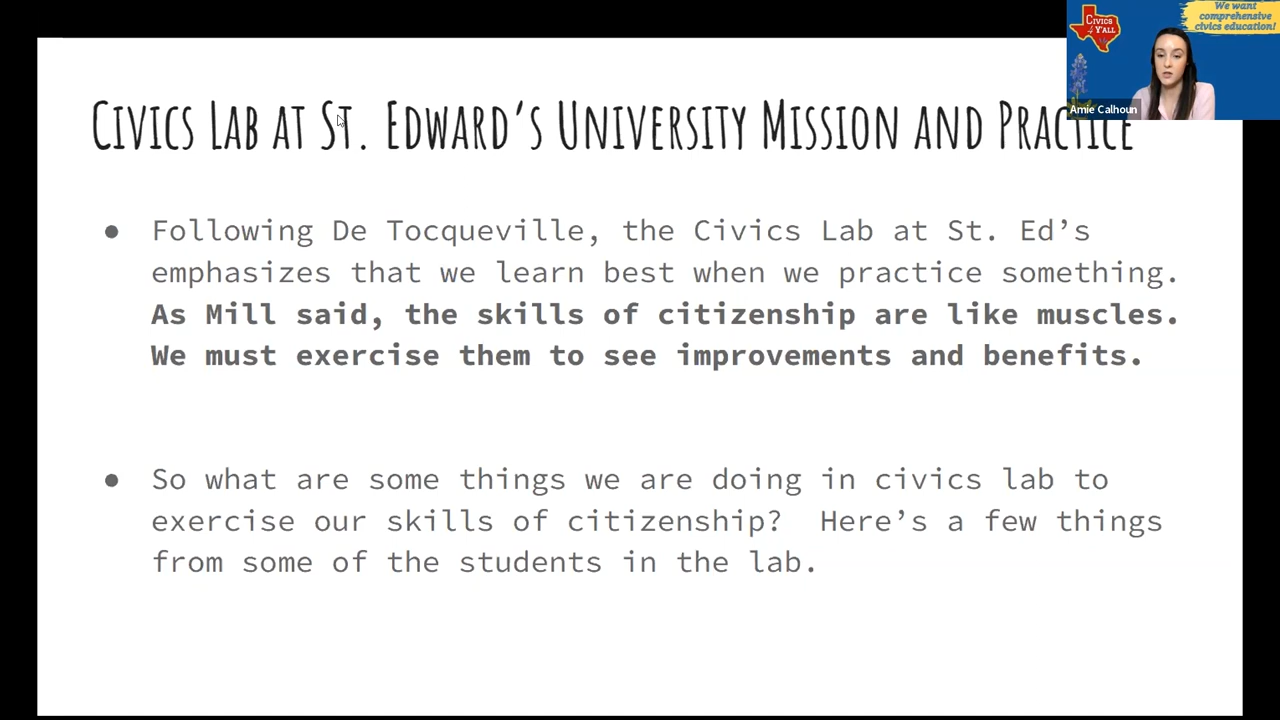 Civics Lab at St. Edward's University Mission and Practice
CIVICS
4 Y'ALL
We want
comprehensive
civics education!
Amie Calhoun
● Following De Tocqueville, the Civics Lab at St. Ed's
emphasizes that we learn best when we practice something.
As Mill said, the skills of citizenship are like muscles.
We must exercise them to see improvements and benefits.
● So what are some things we are doing in civics lab to
exercise our skills of citizenship?  Here's a few things
from some of the students in the lab.